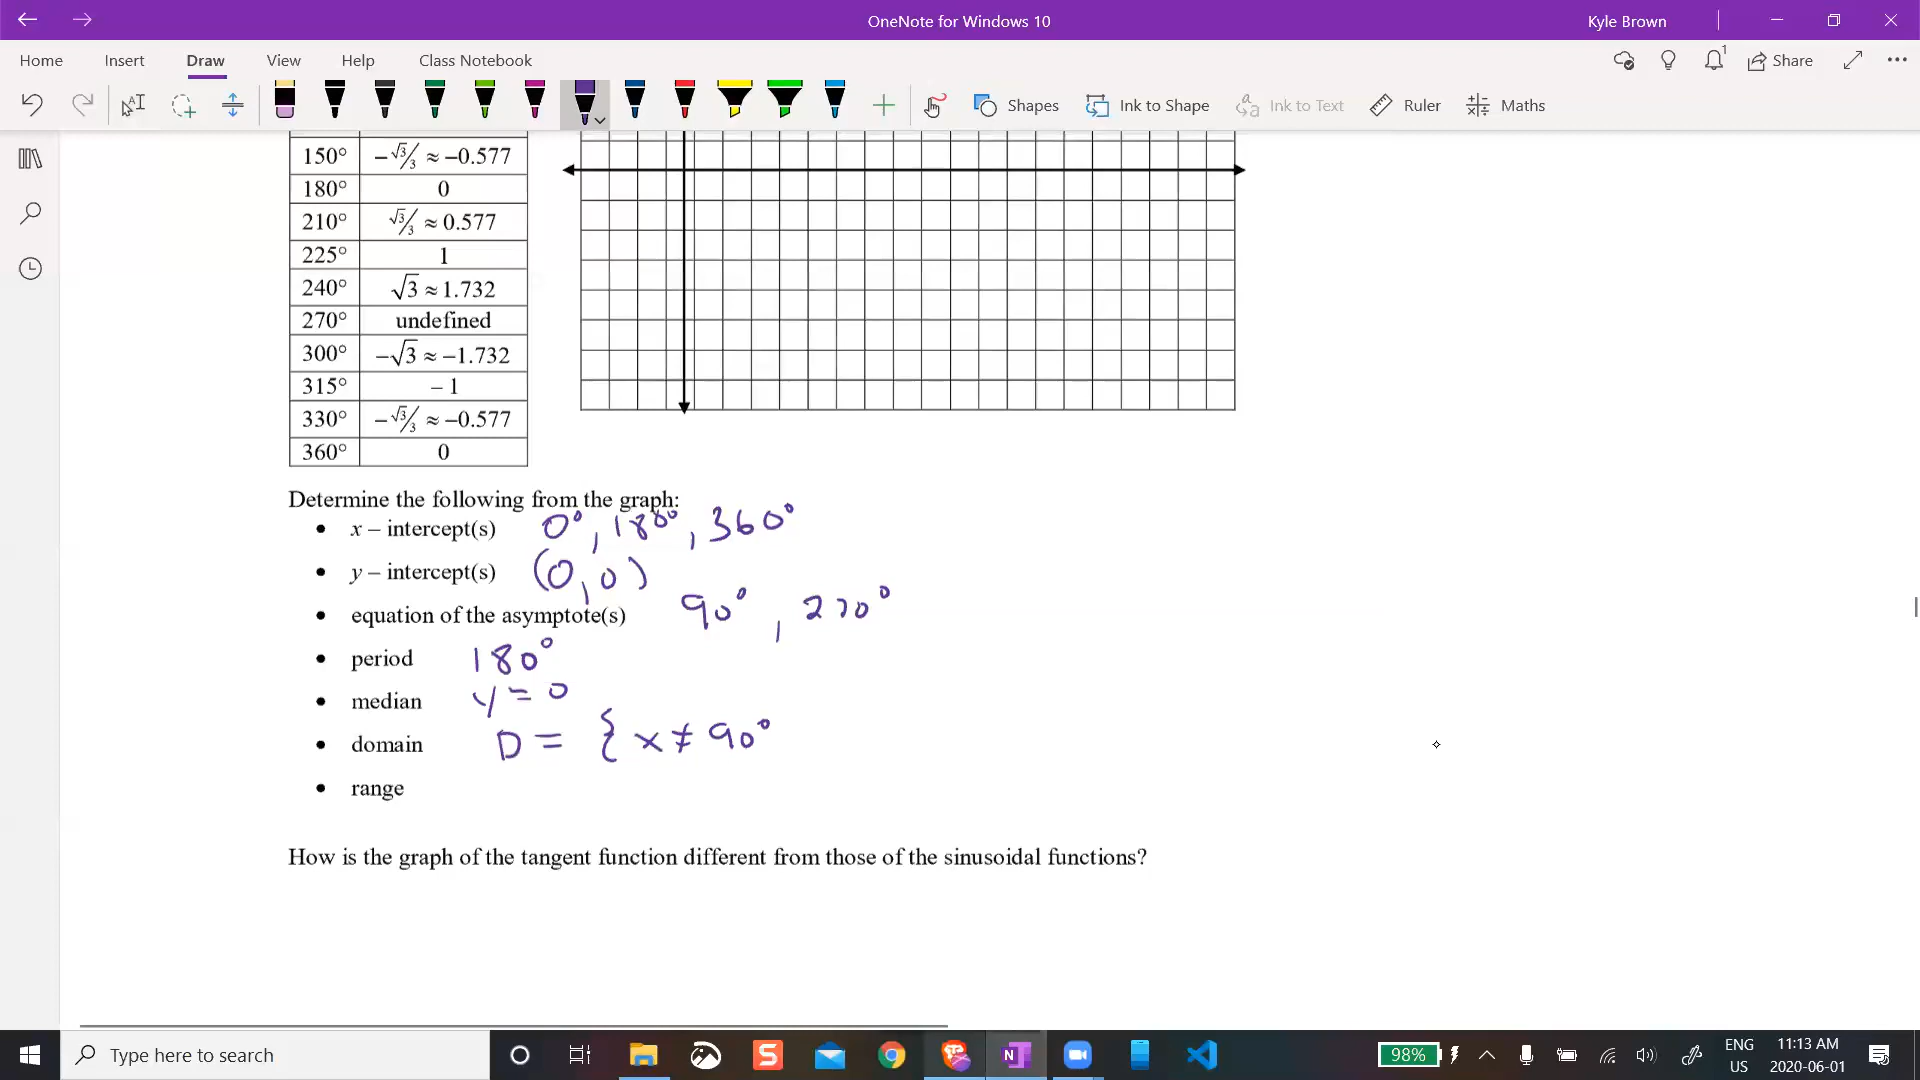 OneNote for Windows 10
Kyle Brown
Home Insert Draw View Help Class Notebook
1
Share
Shapes Ink to Shape Ink to Text Ruler Maths
150° −√3/3 ≈ −0.577
180° 0
210° √3/3 ≈ 0.577
225° 1
240° √3 ≈ 1.732
270° undefined
300° −√3 ≈ −1.732
315° – 1
330° −√3/3 ≈ −0.577
360° 0
Determine the following from the graph:
• x – intercept(s) 0°, 180°, 360°
• y – intercept(s) (0,0)
• equation of the asymptote(s) 90°, 270°
• period 180°
• median y = 0
• domain D = { x ≠ 90°
• range
How is the graph of the tangent function different from those of the sinusoidal functions?
Type here to search
98%
ENG
US
11:13 AM
2020-06-01